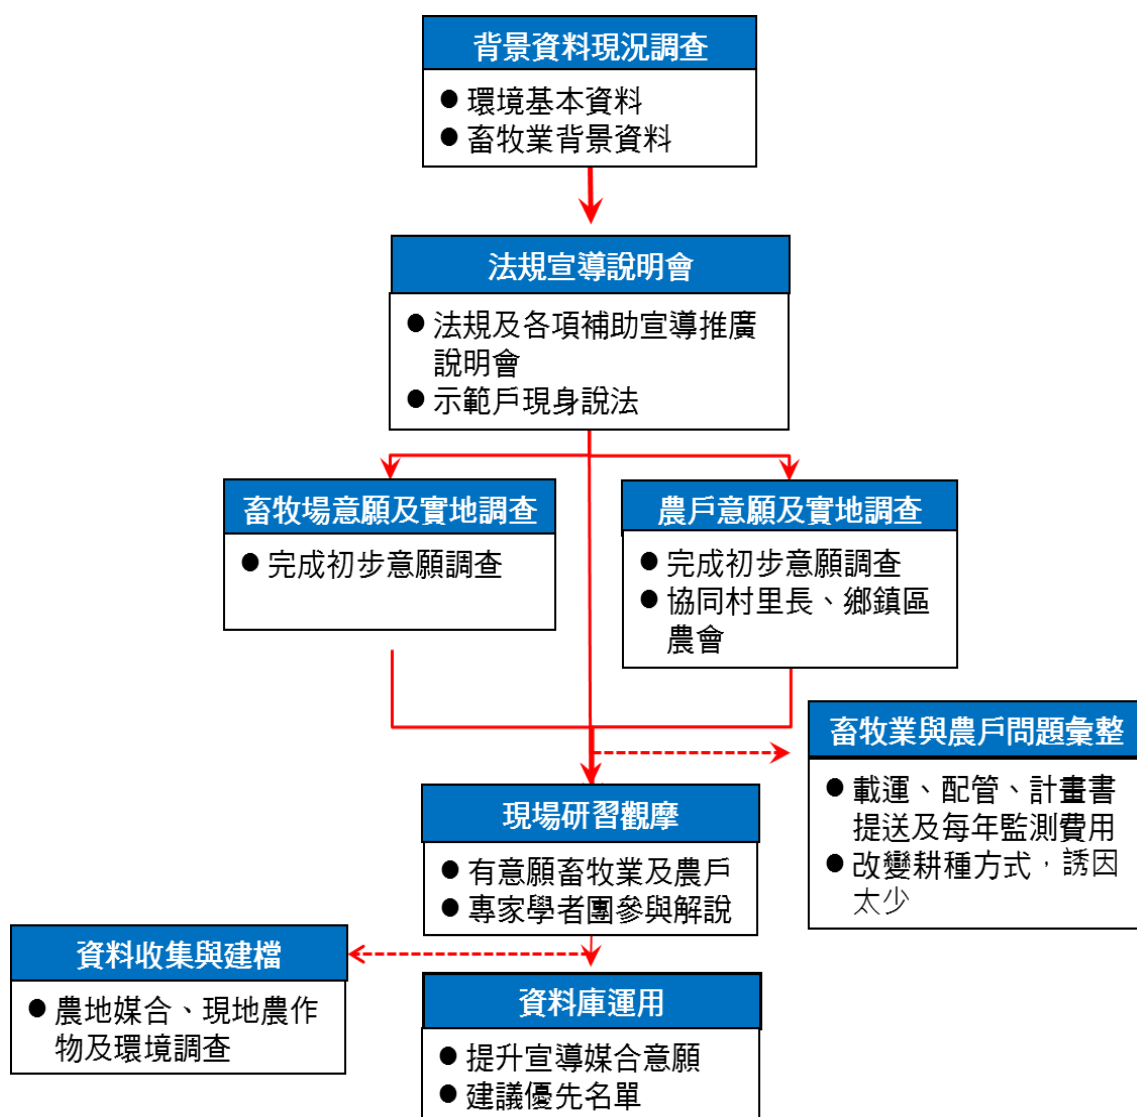 背景資料現況調查
● 環境基本資料
● 畜牧業背景資料
法規宣導說明會
● 法規及各項補助宣導推廣
說明會
● 示範戶現身說法
畜牧場意願及實地調查
● 完成初步意願調查
農戶意願及實地調查
● 完成初步意願調查
● 協同村里長、鄉鎮區
農會
畜牧業與農戶問題彙整
● 載運、配管、計畫書
提送及每年監測費用
● 改變耕種方式，誘因
太少
現場研習觀摩
● 有意願畜牧業及農戶
● 專家學者團參與解說
資料收集與建檔
● 農地媒合、現地農作
物及環境調查
資料庫運用
● 提升宣導媒合意願
● 建議優先名單